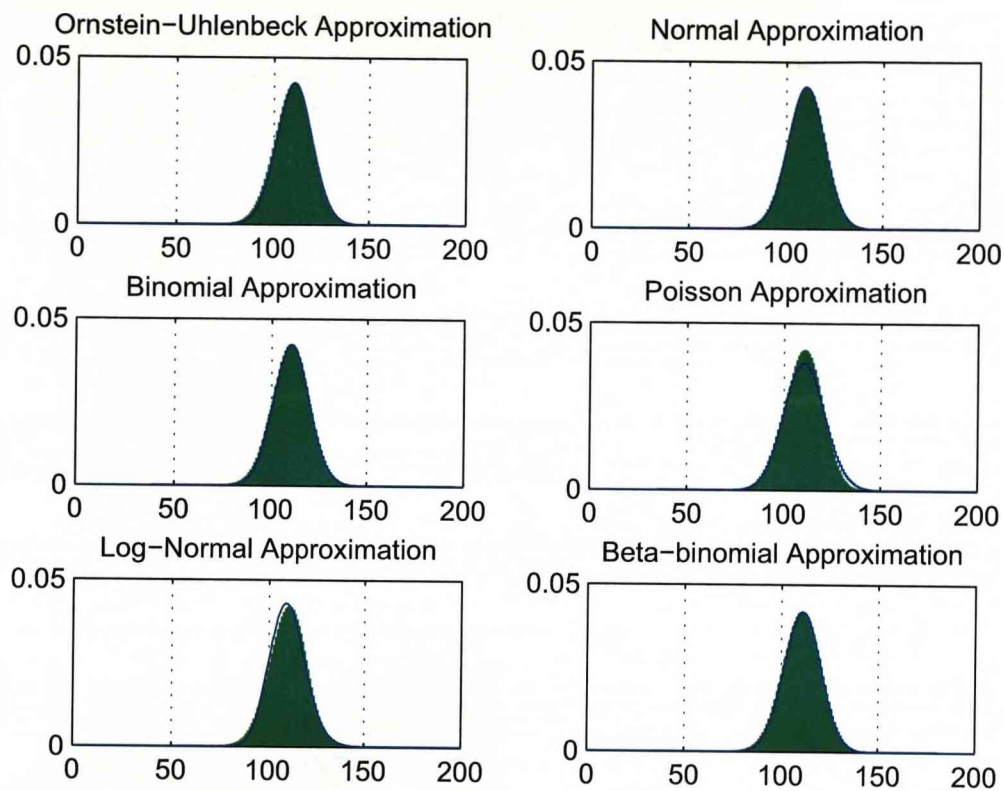 Ornstein−Uhlenbeck Approximation
0.05
0
0 50 100 150 200
Normal Approximation
0.05
0
0 50 100 150 200
Binomial Approximation
0.05
0
0 50 100 150 200
Poisson Approximation
0.05
0
0 50 100 150 200
Log−Normal Approximation
0.05
0
0 50 100 150 200
Beta−binomial Approximation
0.05
0
0 50 100 150 200